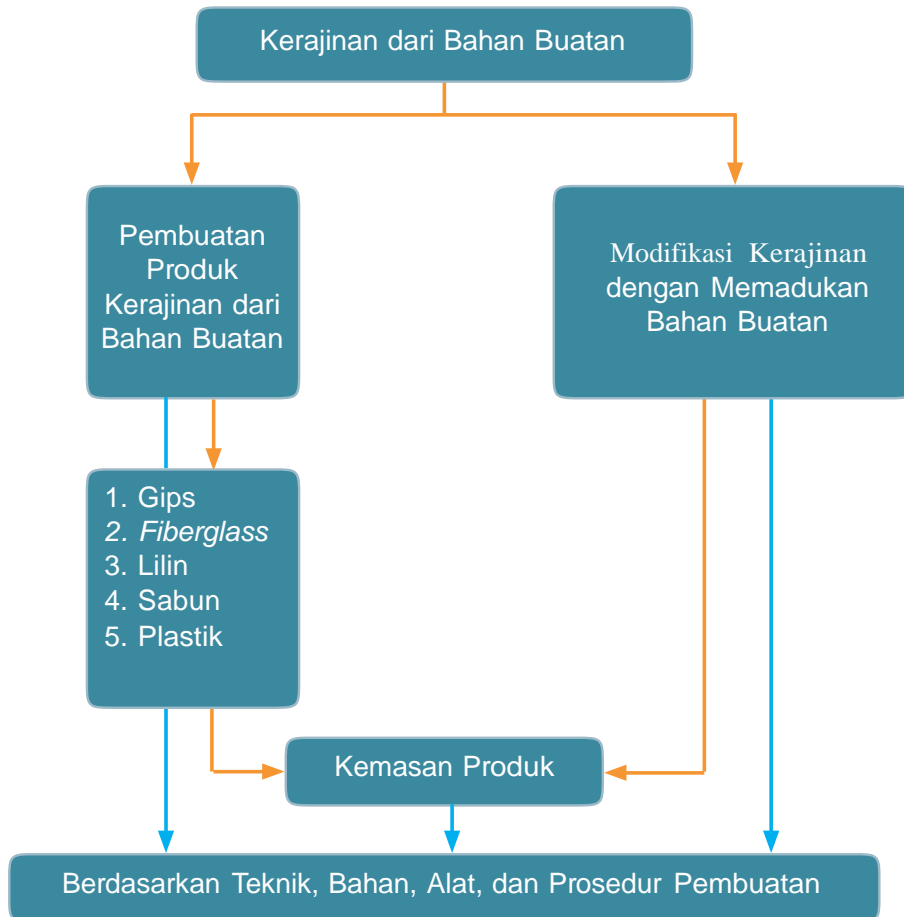 Kerajinan dari Bahan Buatan
Pembuatan
Produk
Kerajinan dari
Bahan Buatan
Modifikasi Kerajinan
dengan Memadukan
Bahan Buatan
1. Gips
2. Fiberglass
3. Lilin
4. Sabun
5. Plastik
Kemasan Produk
Berdasarkan Teknik, Bahan, Alat, dan Prosedur Pembuatan